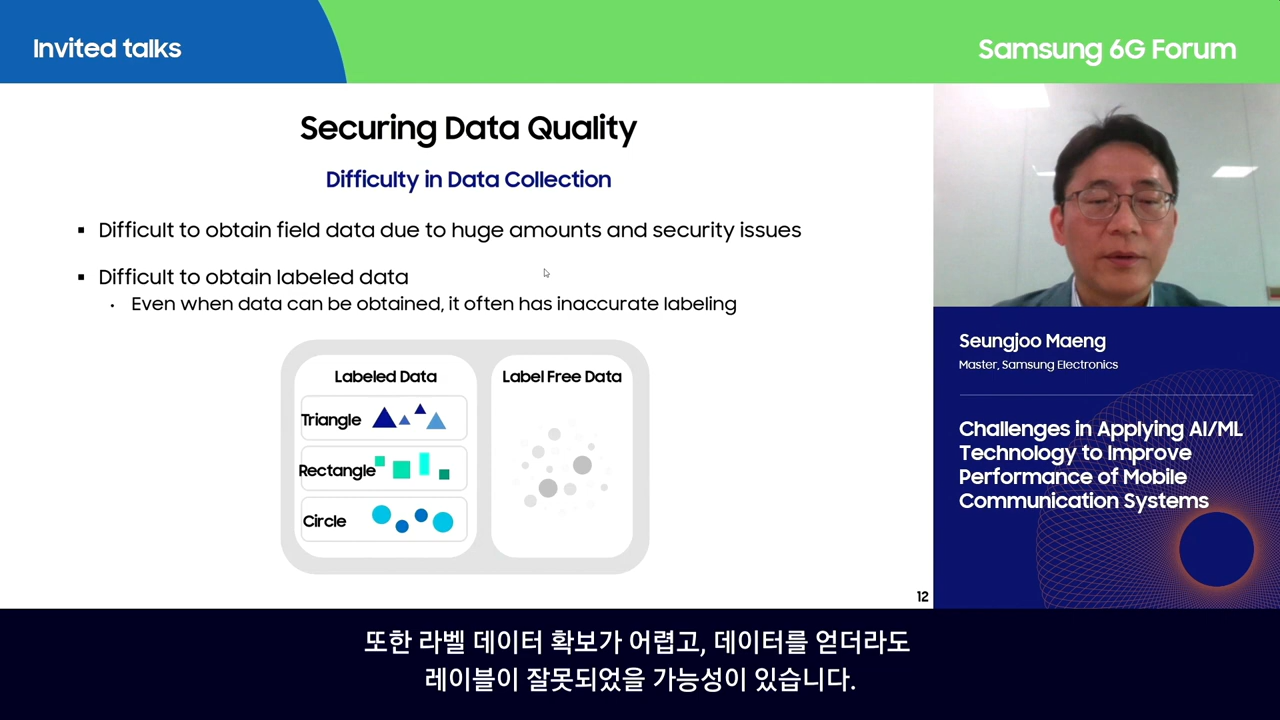 Invited talks
Samsung 6G Forum
Securing Data Quality
Difficulty in Data Collection
▪ Difficult to obtain field data due to huge amounts and security issues
▪ Difficult to obtain labeled data
• Even when data can be obtained, it often has inaccurate labeling
Labeled Data
Triangle
Rectangle
Circle
Label Free Data
12
Seungjoo Maeng
Master, Samsung Electronics
Challenges in Applying AI/ML
Technology to Improve
Performance of Mobile
Communication Systems
또한 라벨 데이터 확보가 어렵고, 데이터를 얻더라도
레이블이 잘못되었을 가능성이 있습니다.